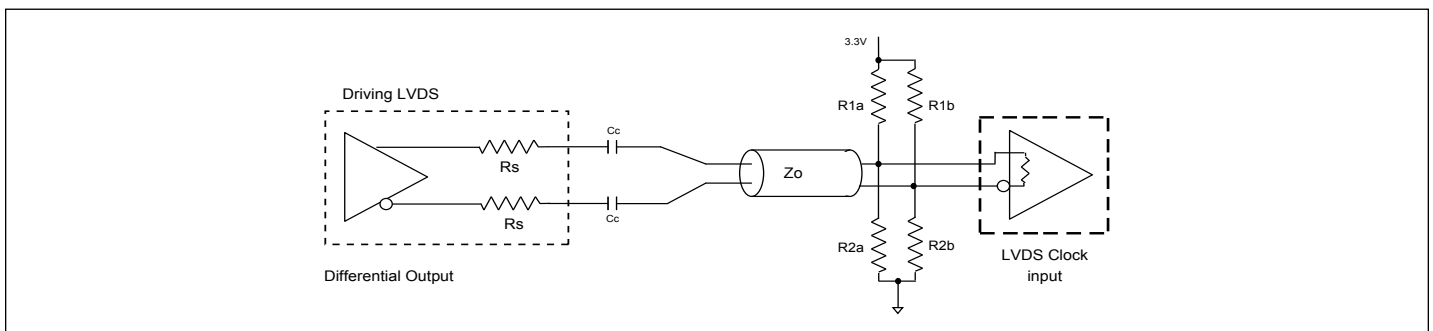 3.3V
Driving LVDS
R1a
R1b
Cc
Rs
Zo
Cc
Rs
R2a
R2b
LVDS Clock
input
Differential Output